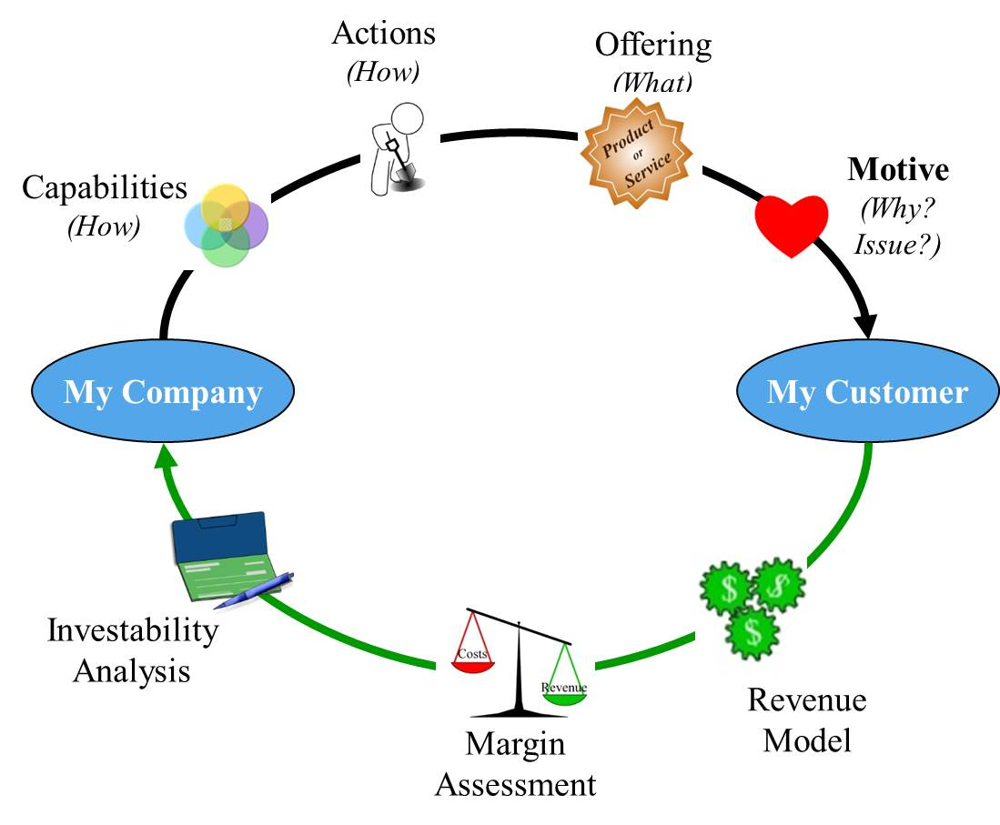 Actions
(How)
Offering
(What)
Product
or
Service
Motive
(Why?
Issue?)
Capabilities
(How)
My Company
My Customer
Investability
Analysis
Costs
Revenue
Margin
Assessment
$
$
$
Revenue
Model